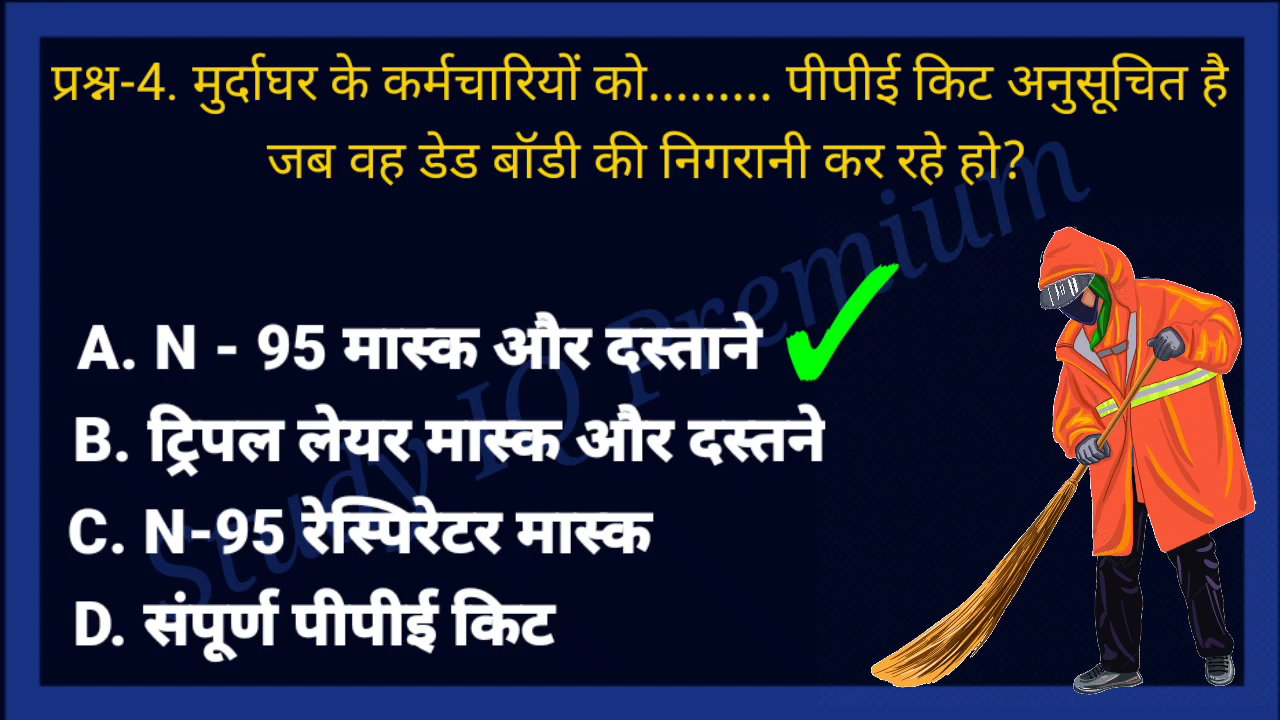 प्रश्न-4. मुर्दाघर के कर्मचारियों को......... पीपीई किट अनुसूचित है
जब वह डेड बॉडी की निगरानी कर रहे हो?
A. N - 95 मास्क और दस्ताने
B. ट्रिपल लेयर मास्क और दस्तने
C. N-95 रेस्पिरेटर मास्क
D. संपूर्ण पीपीई किट
Study IQ Premium